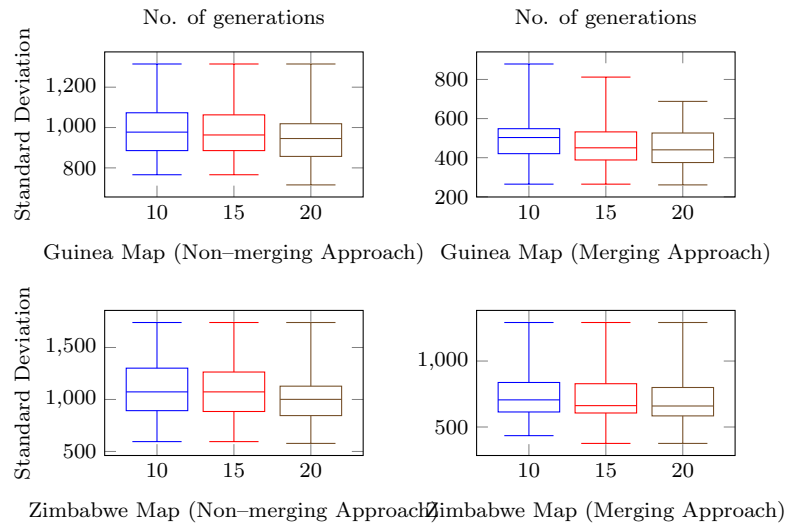 No. of generations
No. of generations
Standard Deviation
1,200
1,000
800
10 15 20
Guinea Map (Non–merging Approach)
800
600
400
200
10 15 20
Guinea Map (Merging Approach)
Standard Deviation
1,500
1,000
500
10 15 20
Zimbabwe Map (Non–merging Approach)
1,000
500
10 15 20
Zimbabwe Map (Merging Approach)